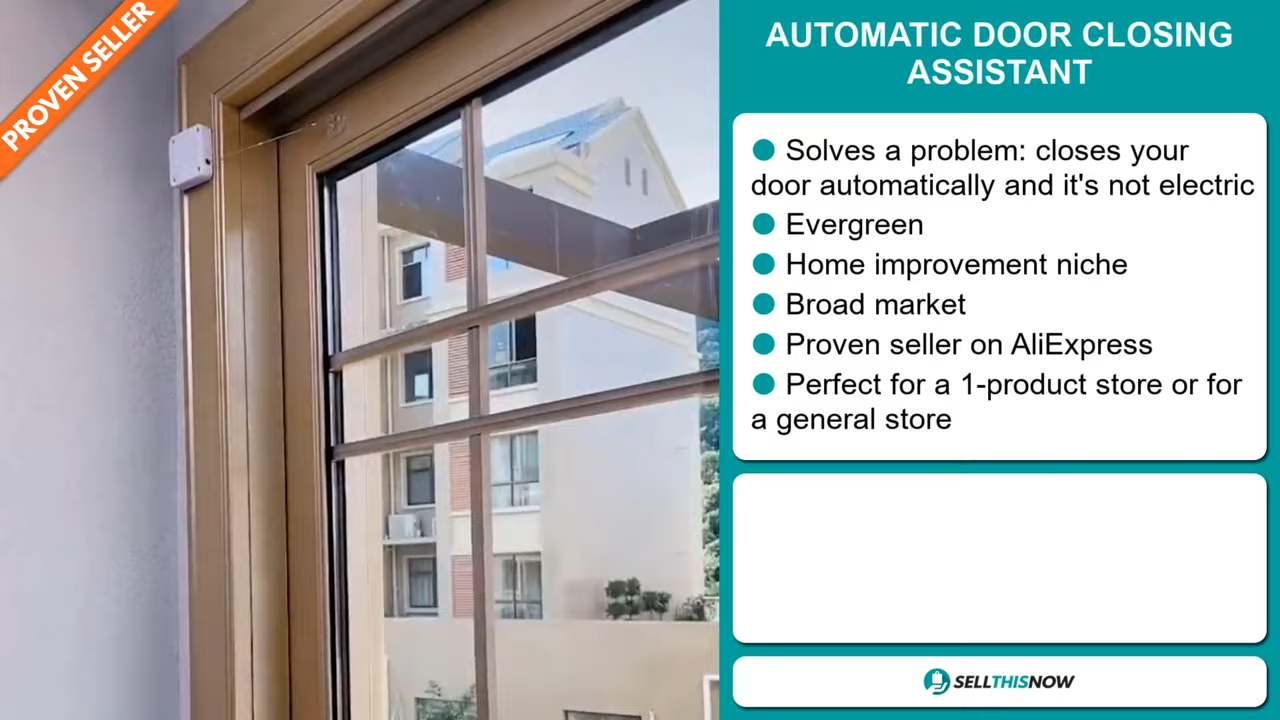 PROVEN SELLER
AUTOMATIC DOOR CLOSING
ASSISTANT
Solves a problem: closes your
door automatically and it's not electric
Evergreen
Home improvement niche
Broad market
Proven seller on AliExpress
Perfect for a 1-product store or for
a general store
SELLTHISNOW